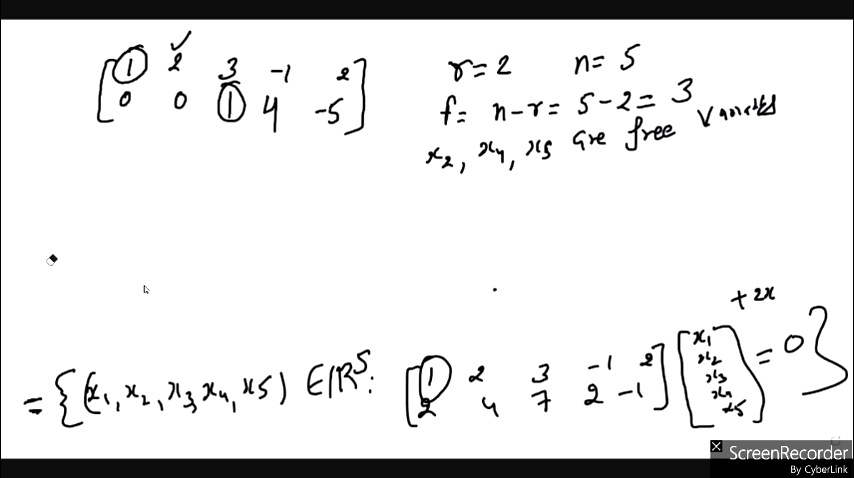 [1 2 3 -1 2
0 0 1 4 -5]
r=2 n=5
f= n-r= 5-2= 3
x2, x4, x5 are free variables
+2x
={(x1,x2,x3,x4,x5) ∈IR5: [1 2 3 -1 2
2 4 7 2 -1] [x1
x2
x3
x4
x5] = 0}
ScreenRecorder
By CyberLink